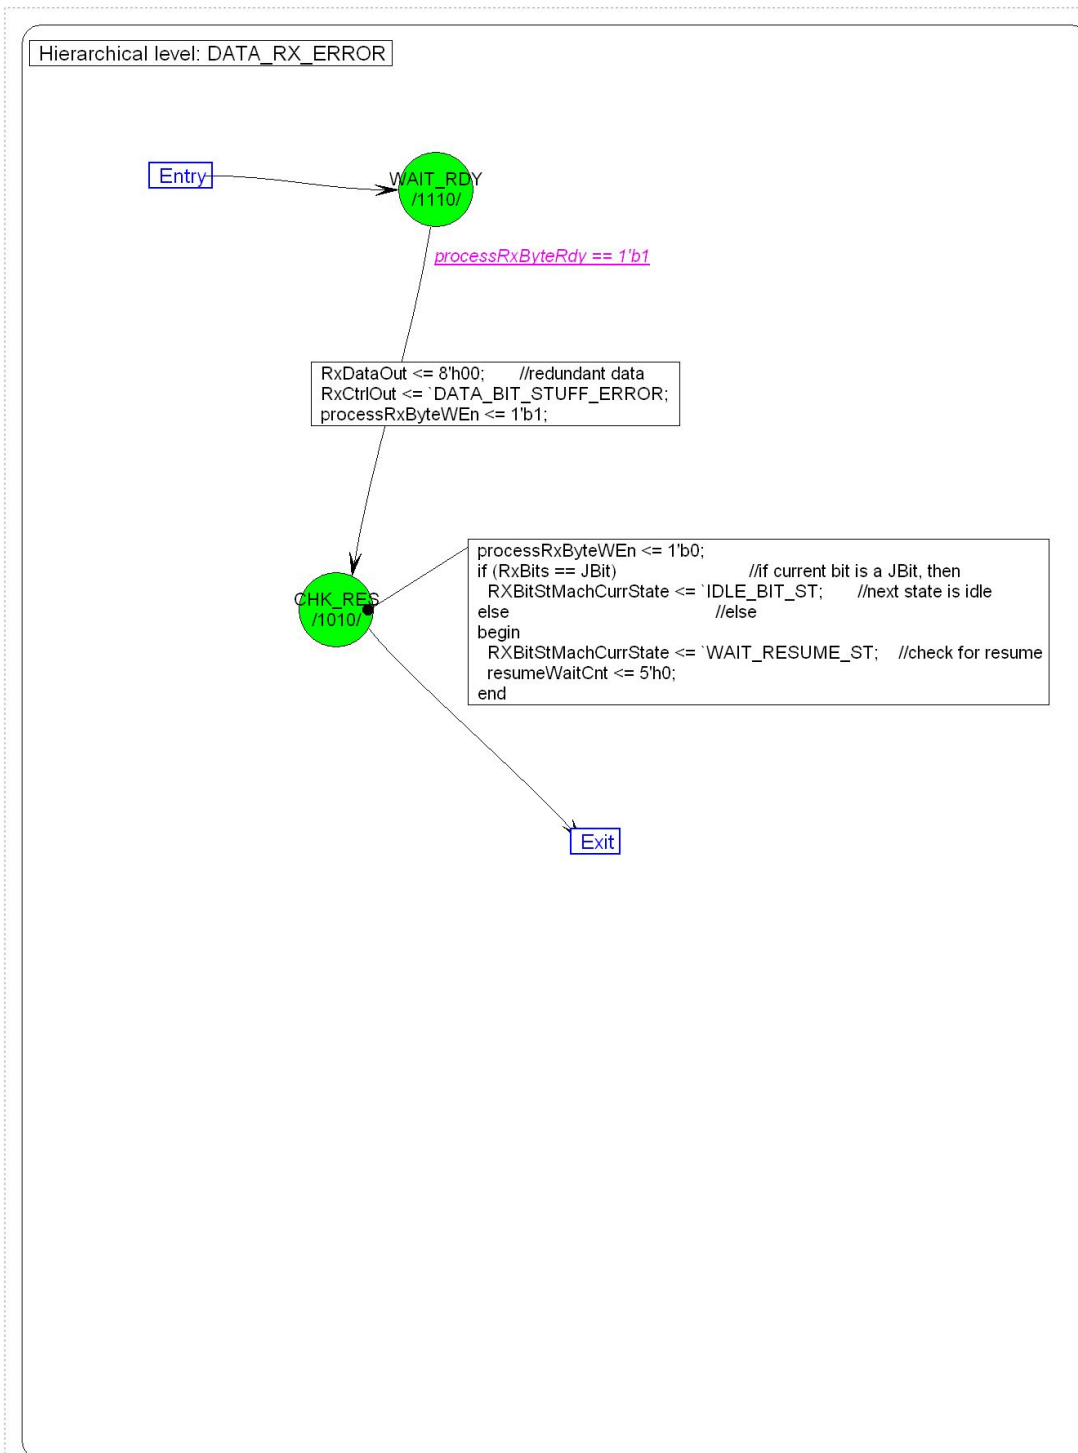 Hierarchical level: DATA_RX_ERROR
Entry
WAIT_RDY
/1110/
processRxByteRdy == 1'b1
RxDataOut <= 8'h00; //redundant data
RxCtrlOut <= `DATA_BIT_STUFF_ERROR;
processRxByteWEn <= 1'b1;
processRxByteWEn <= 1'b0;
if (RxBits == JBit) //if current bit is a JBit, then
RXBitStMachCurrState <= `IDLE_BIT_ST; //next state is idle
else //else
begin
RXBitStMachCurrState <= `WAIT_RESUME_ST; //check for resume
resumeWaitCnt <= 5'h0;
end
CHK_RES
/1010/
Exit